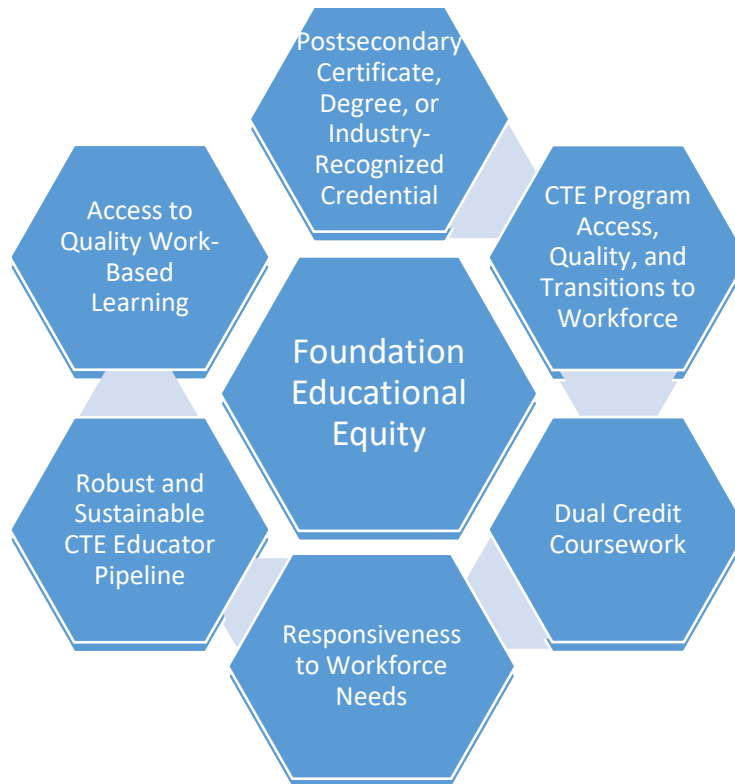 Postsecondary
Certificate,
Degree, or
Industry-
Recognized
Credential
CTE Program
Access,
Quality, and
Transitions to
Workforce
Dual Credit
Coursework
Responsiveness
to Workforce
Needs
Robust and
Sustainable
CTE Educator
Pipeline
Access to
Quality Work-
Based
Learning
Foundation
Educational
Equity